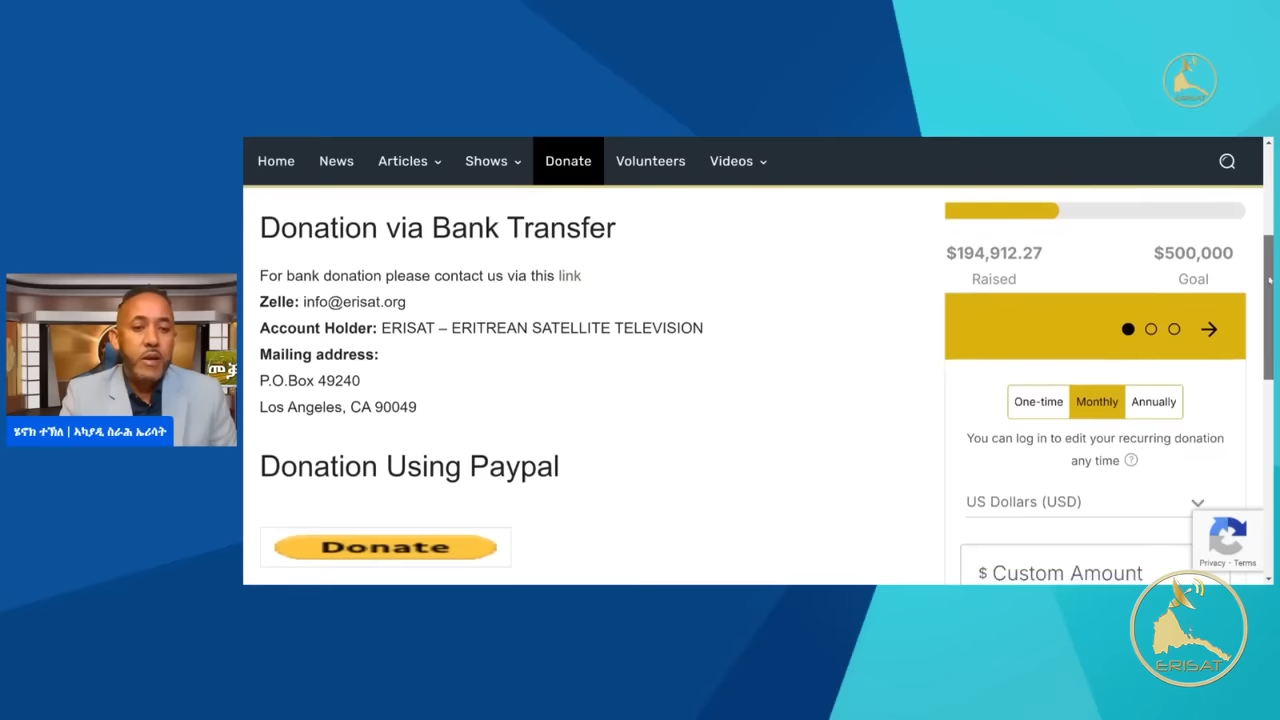 ERISAT
Home News Articles Shows Donate Volunteers Videos
Donation via Bank Transfer
For bank donation please contact us via this link
Zelle: info@erisat.org
Account Holder: ERISAT – ERITREAN SATELLITE TELEVISION
Mailing address:
P.O.Box 49240
Los Angeles, CA 90049
Donation Using Paypal
Donate
$194,912.27 $500,000
Raised Goal
One-time Monthly Annually
You can log in to edit your recurring donation
any time ?
US Dollars (USD)
$ Custom Amount
Privacy - Terms
ሄኖክ ተኽለ | ኣካያዲ ስራሕ ኤሪሳት
ERISAT